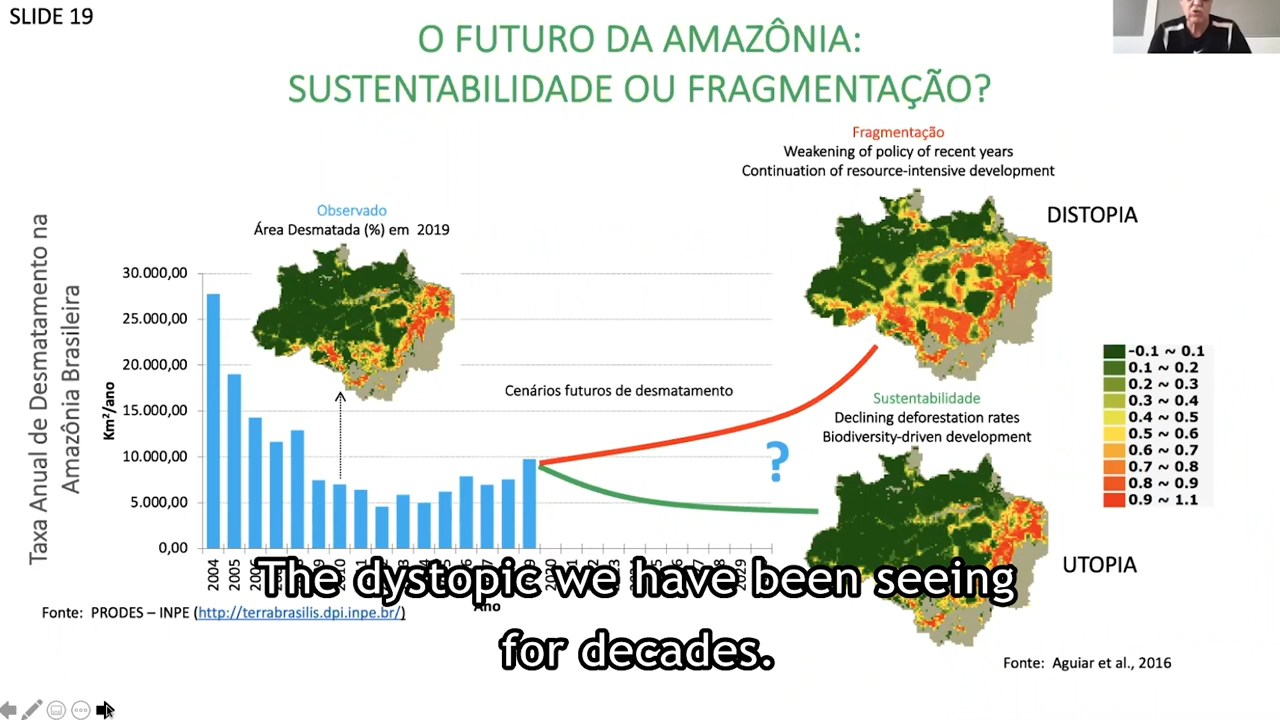 SLIDE 19
O FUTURO DA AMAZÔNIA:
SUSTENTABILIDADE OU FRAGMENTAÇÃO?
Fragmentação
Weakening of policy of recent years
Continuation of resource-intensive development
DISTOPIA
Observado
Área Desmatada (%) em 2019
Taxa Anual de Desmatamento na
Amazônia Brasileira
Km²/ano
30.000,00
25.000,00
20.000,00
15.000,00
10.000,00
5.000,00
0,00
Cenários futuros de desmatamento
?
Sustentabilidade
Declining deforestation rates
Biodiversity-driven development
-0.1 ~ 0.1
0.1 ~ 0.2
0.2 ~ 0.3
0.3 ~ 0.4
0.4 ~ 0.5
0.5 ~ 0.6
0.6 ~ 0.7
0.7 ~ 0.8
0.8 ~ 0.9
0.9 ~ 1.1
UTOPIA
2004
2005
Ano
The dystopic we have been seeing
for decades.
Fonte: PRODES – INPE (http://terrabrasilis.dpi.inpe.br/)
Fonte: Aguiar et al., 2016